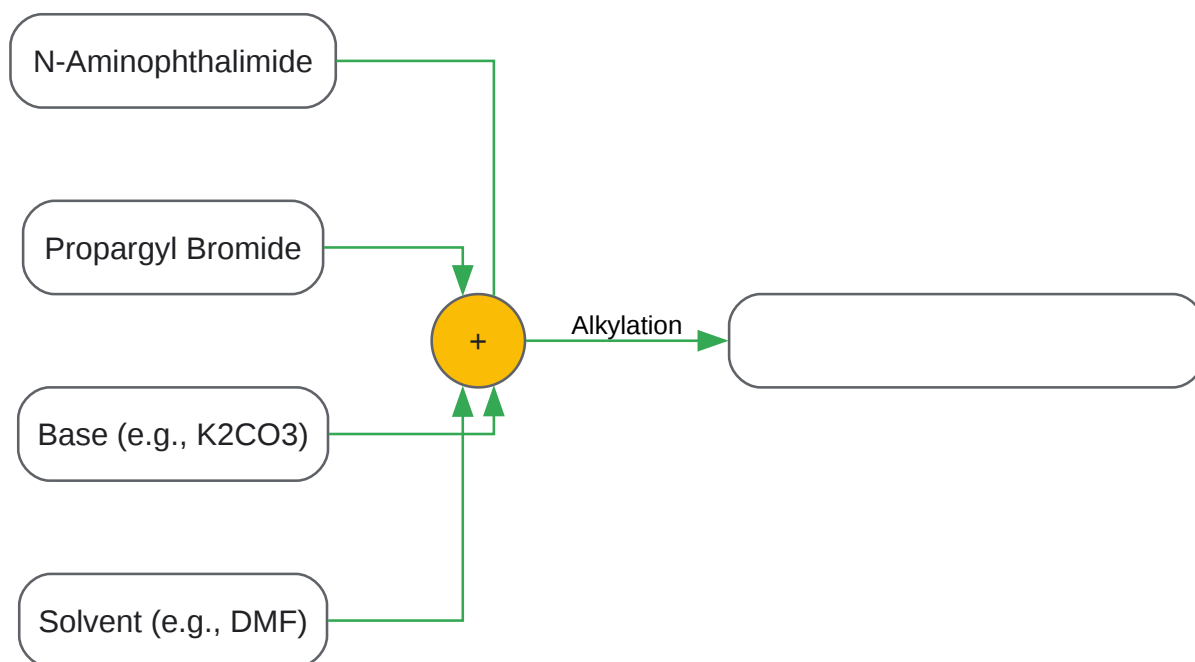 N-Aminophthalimide
Propargyl Bromide
+
Alkylation
Base (e.g., K2CO3)
Solvent (e.g., DMF)